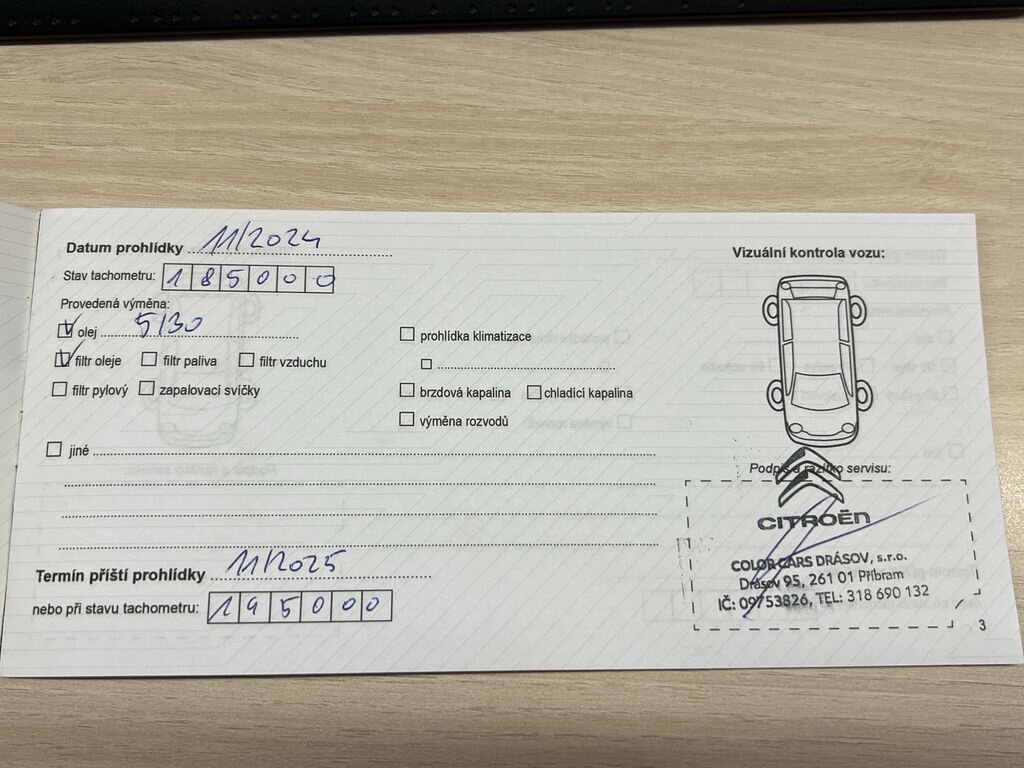 Datum prohlídky 11/2024
Stav tachometru: 185000
Provedená výměna:
olej 5/30
filtr oleje filtr paliva filtr vzduchu
filtr pylový zapalovací svíčky
prohlídka klimatizace
brzdová kapalina chladící kapalina
výměna rozvodů
jiné
Termín příští prohlídky 11/2025
nebo při stavu tachometru: 195000
Vizuální kontrola vozu:
Podpis a razítko servisu:
CITROËN
COLOR CARS DRÁSOV, s.r.o.
Drásov 95, 261 01 Příbram
IČ: 09753826, TEL: 318 690 132
3